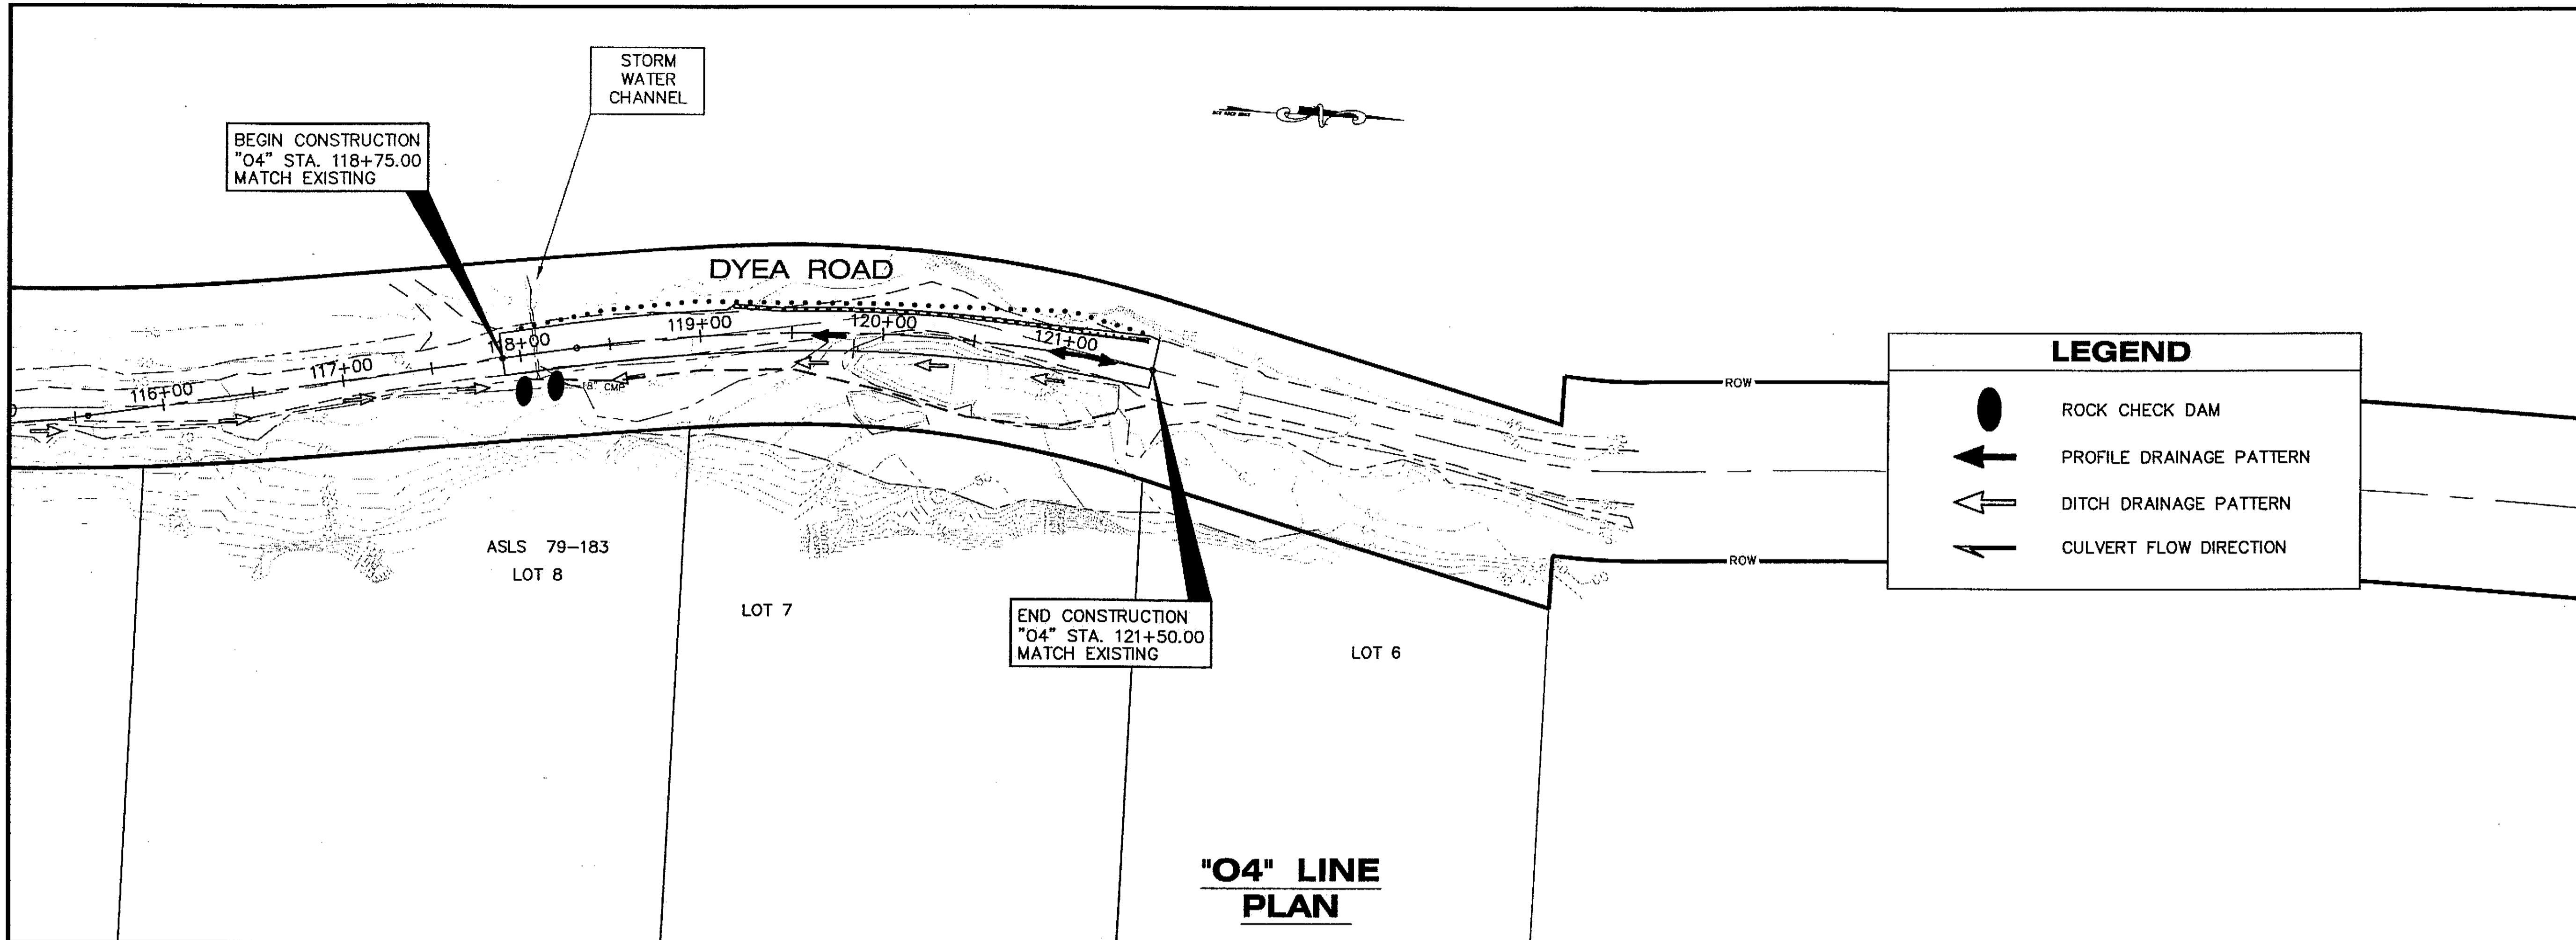 STORM
WATER
CHANNEL
BEGIN CONSTRUCTION
"O4" STA. 118+75.00
MATCH EXISTING
DYEA ROAD
116+00
117+00
118+00
119+00
120+00
121+00
18" CMP
ROW
ROW
LEGEND
ROCK CHECK DAM
PROFILE DRAINAGE PATTERN
DITCH DRAINAGE PATTERN
CULVERT FLOW DIRECTION
ASLS 79-183
LOT 8
LOT 7
END CONSTRUCTION
"O4" STA. 121+50.00
MATCH EXISTING
LOT 6
"O4" LINE
PLAN